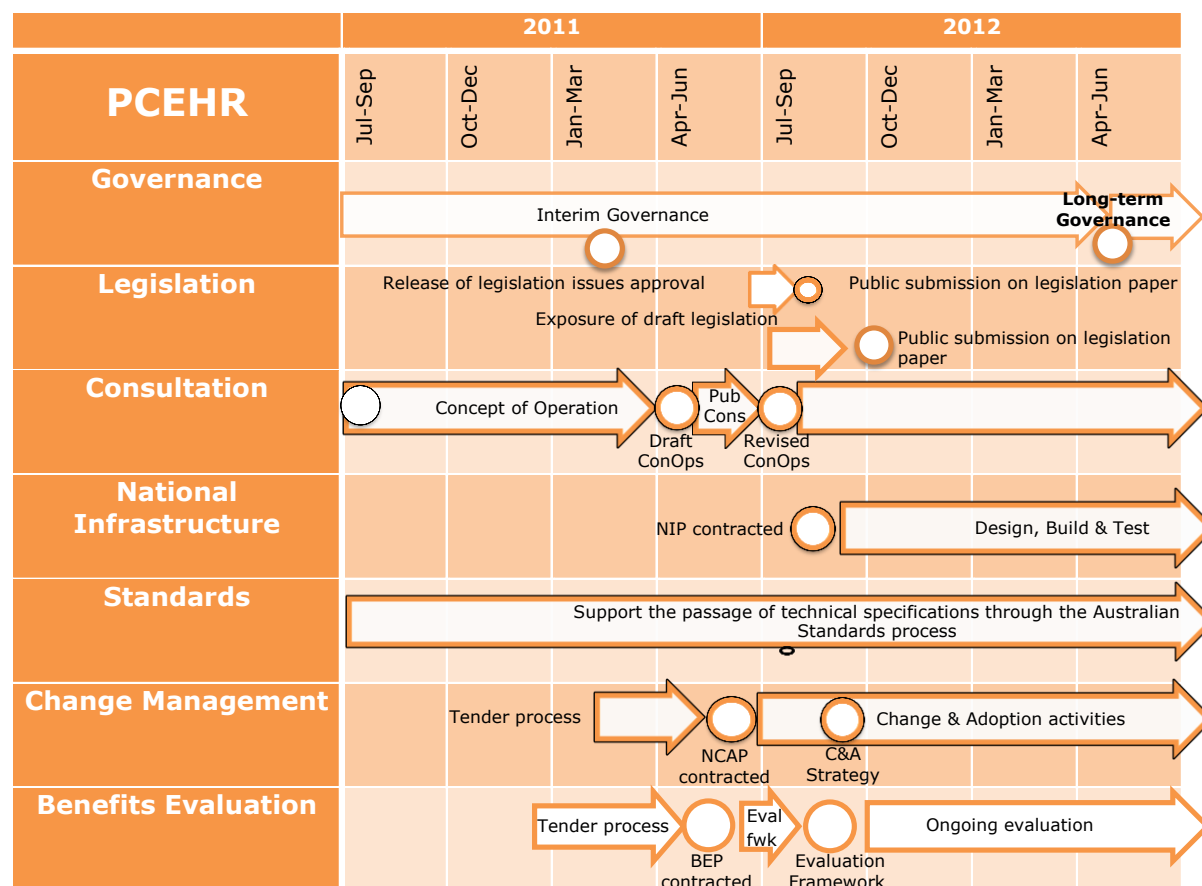 2011
2012
PCEHR
Jul-Sep
Oct-Dec
Jan-Mar
Apr-Jun
Jul-Sep
Oct-Dec
Jan-Mar
Apr-Jun
Governance
Interim Governance
Long-term
Governance
Legislation
Release of legislation issues approval
Public submission on legislation paper
Exposure of draft legislation
Public submission on legislation
paper
Consultation
Concept of Operation
Draft
ConOps
Pub
Cons
Revised
ConOps
National
Infrastructure
NIP contracted
Design, Build & Test
Standards
Support the passage of technical specifications through the Australian
Standards process
Change Management
Tender process
NCAP
contracted
C&A
Strategy
Change & Adoption activities
Benefits Evaluation
Tender process
BEP
contracted
Eval
fwk
Evaluation
Framework
Ongoing evaluation